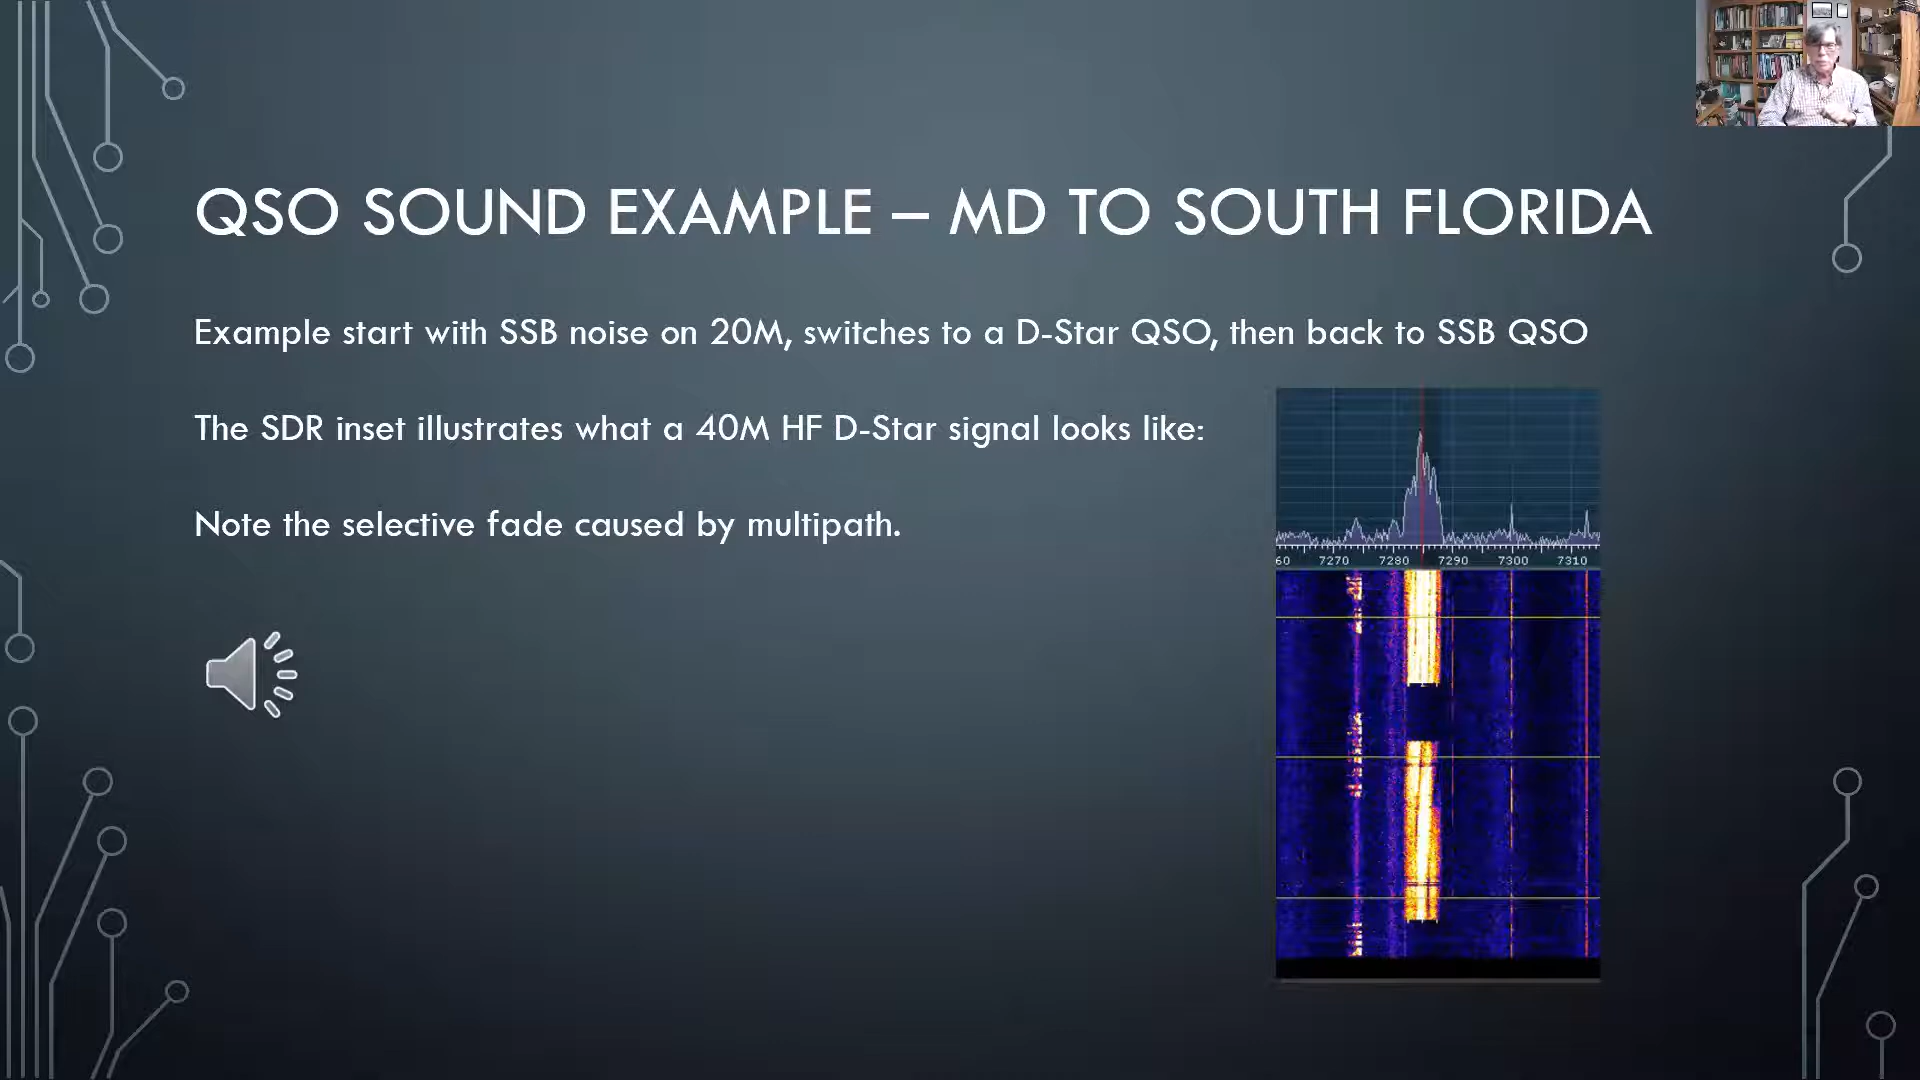 QSO SOUND EXAMPLE – MD TO SOUTH FLORIDA
Example start with SSB noise on 20M, switches to a D-Star QSO, then back to SSB QSO
The SDR inset illustrates what a 40M HF D-Star signal looks like:
Note the selective fade caused by multipath.
60 7270 7280 7290 7300 7310